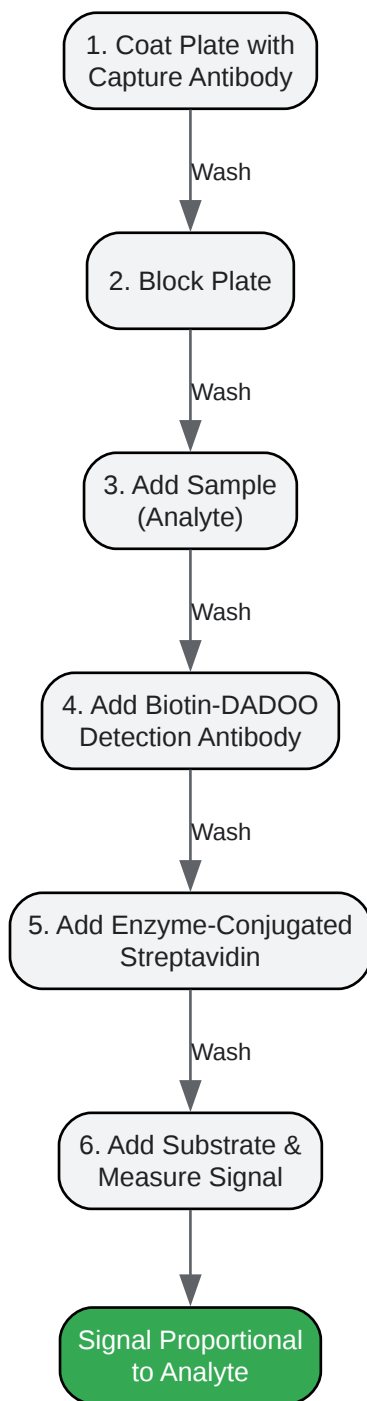 1. Coat Plate with
Capture Antibody
Wash
2. Block Plate
Wash
3. Add Sample
(Analyte)
Wash
4. Add Biotin-DADOO
Detection Antibody
Wash
5. Add Enzyme-Conjugated
Streptavidin
Wash
6. Add Substrate &
Measure Signal
Signal Proportional
to Analyte